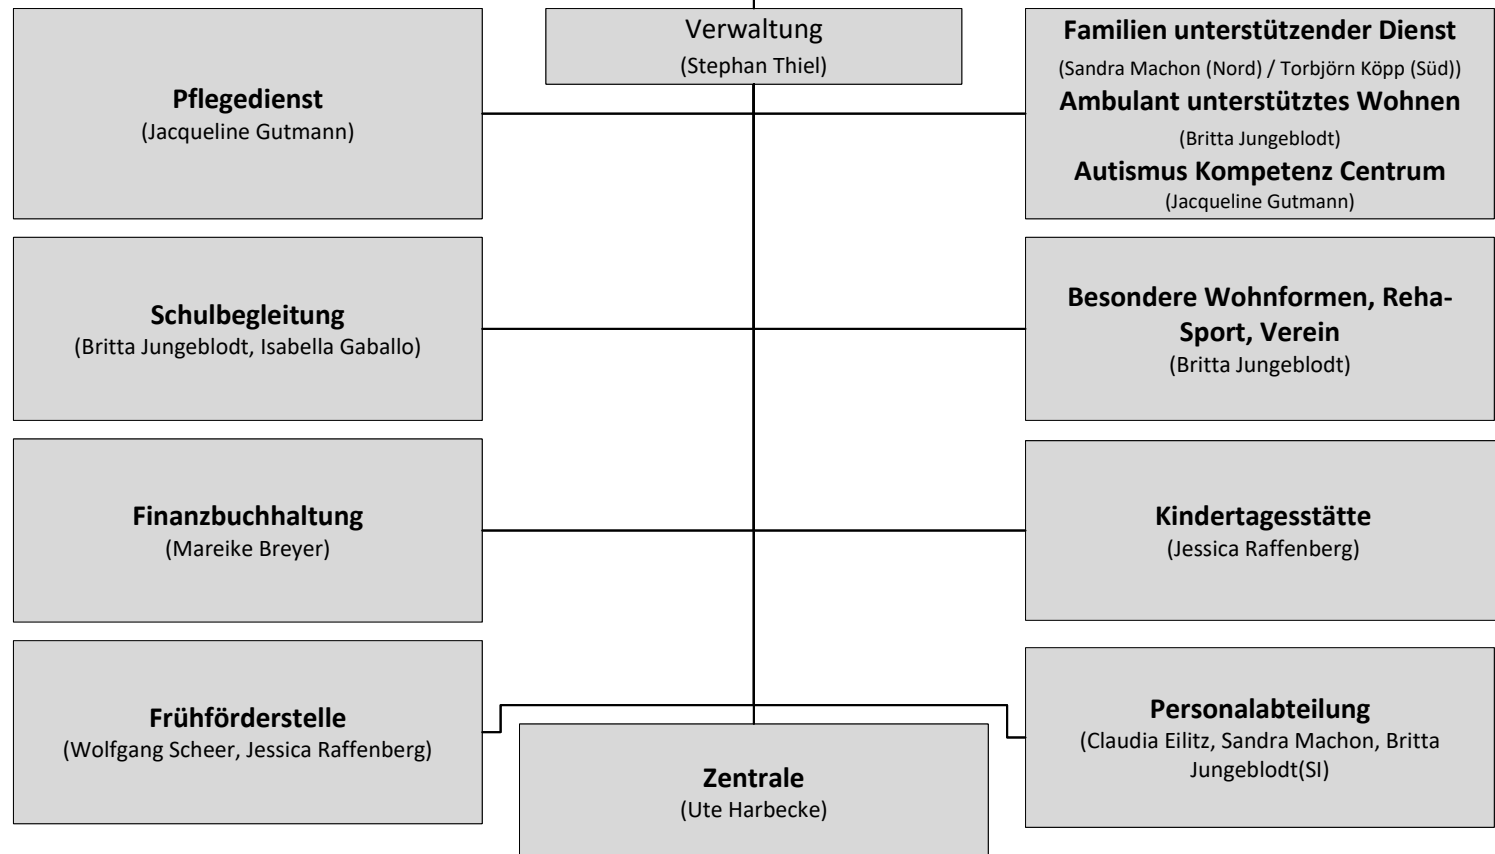 Verwaltung
(Stephan Thiel)
Pflegedienst
(Jacqueline Gutmann)
Familien unterstützender Dienst
(Sandra Machon (Nord) / Torbjörn Köpp (Süd))
Ambulant unterstütztes Wohnen
(Britta Jungeblodt)
Autismus Kompetenz Centrum
(Jacqueline Gutmann)
Schulbegleitung
(Britta Jungeblodt, Isabella Gaballo)
Besondere Wohnformen, Reha-
Sport, Verein
(Britta Jungeblodt)
Finanzbuchhaltung
(Mareike Breyer)
Kindertagesstätte
(Jessica Raffenberg)
Frühförderstelle
(Wolfgang Scheer, Jessica Raffenberg)
Personalabteilung
(Claudia Eilitz, Sandra Machon, Britta
Jungeblodt(SI)
Zentrale
(Ute Harbecke)